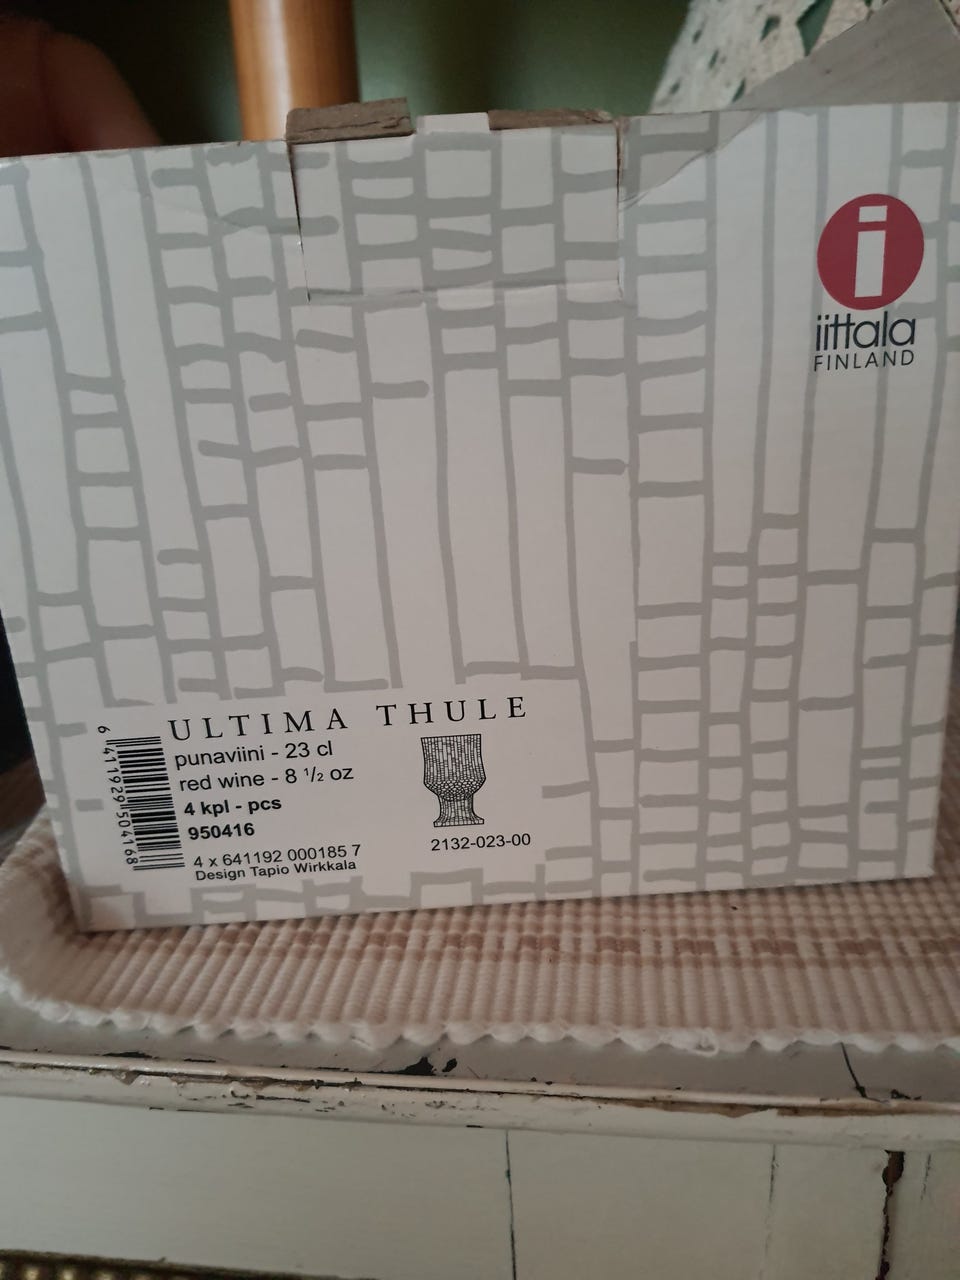 i
iittala
FINLAND
ULTIMA THULE
punaviini - 23 cl
red wine - 8 1/2 oz
4 kpl - pcs
950416
4 x 641192 000185 7
Design Tapio Wirkkala
2132-023-00
6 411929 504168